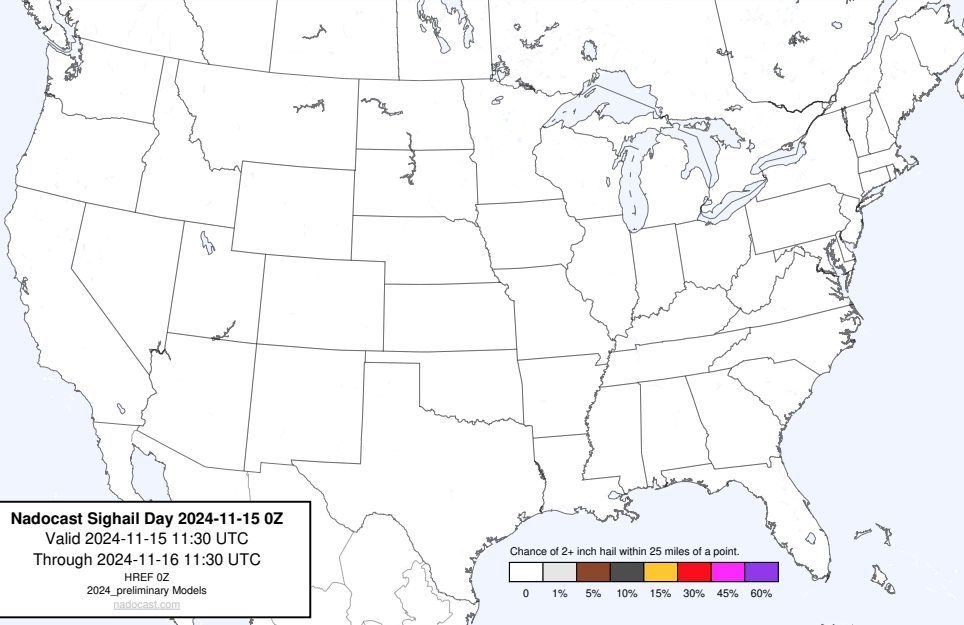 Nadocast Sighail Day 2024-11-15 0Z
Valid 2024-11-15 11:30 UTC
Through 2024-11-16 11:30 UTC
HREF 0Z
2024_preliminary Models
nadocast.com
Chance of 2+ inch hail within 25 miles of a point.
0 1% 5% 10% 15% 30% 45% 60%